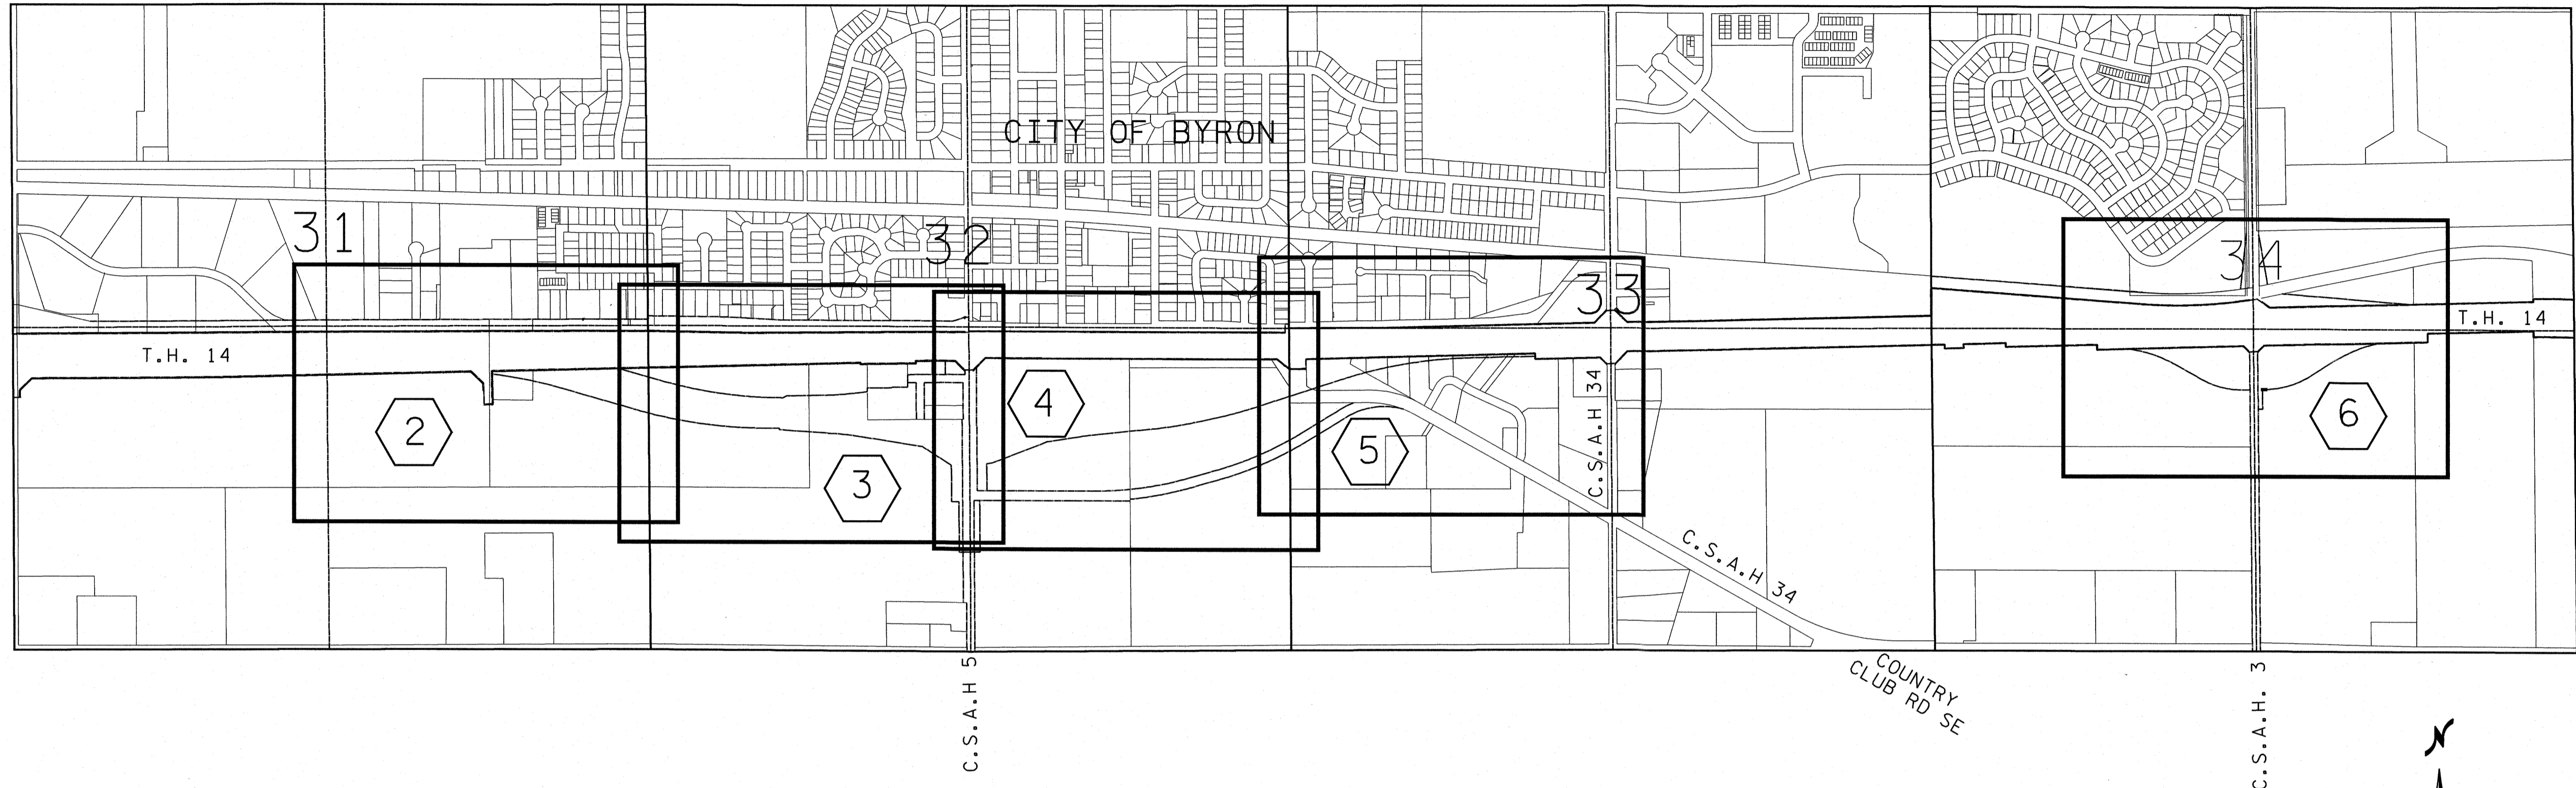 CITY OF BYRON
31
32
33
34
T.H. 14
T.H. 14
2
3
4
5
6
C.S.A.H 34
C.S.A.H 34
COUNTRY
CLUB RD SE
C.S.A.H 5
C.S.A.H. 3
N